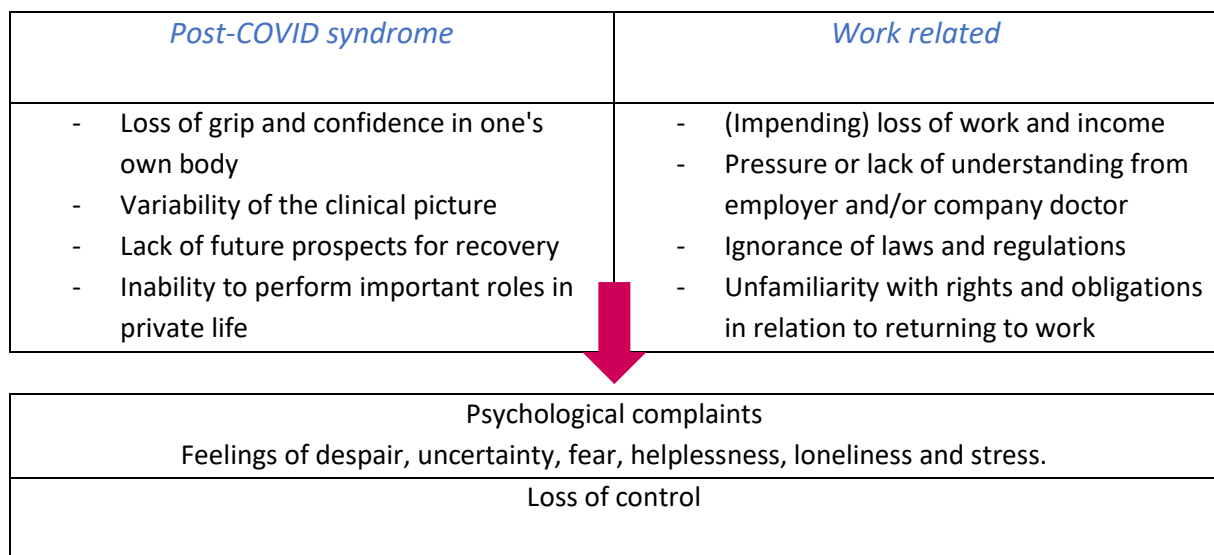 Post-COVID syndrome
Work related
- Loss of grip and confidence in one's
own body
- Variability of the clinical picture
- Lack of future prospects for recovery
- Inability to perform important roles in
private life
- (Impending) loss of work and income
- Pressure or lack of understanding from
employer and/or company doctor
- Ignorance of laws and regulations
- Unfamiliarity with rights and obligations
in relation to returning to work
Psychological complaints
Feelings of despair, uncertainty, fear, helplessness, loneliness and stress.
Loss of control